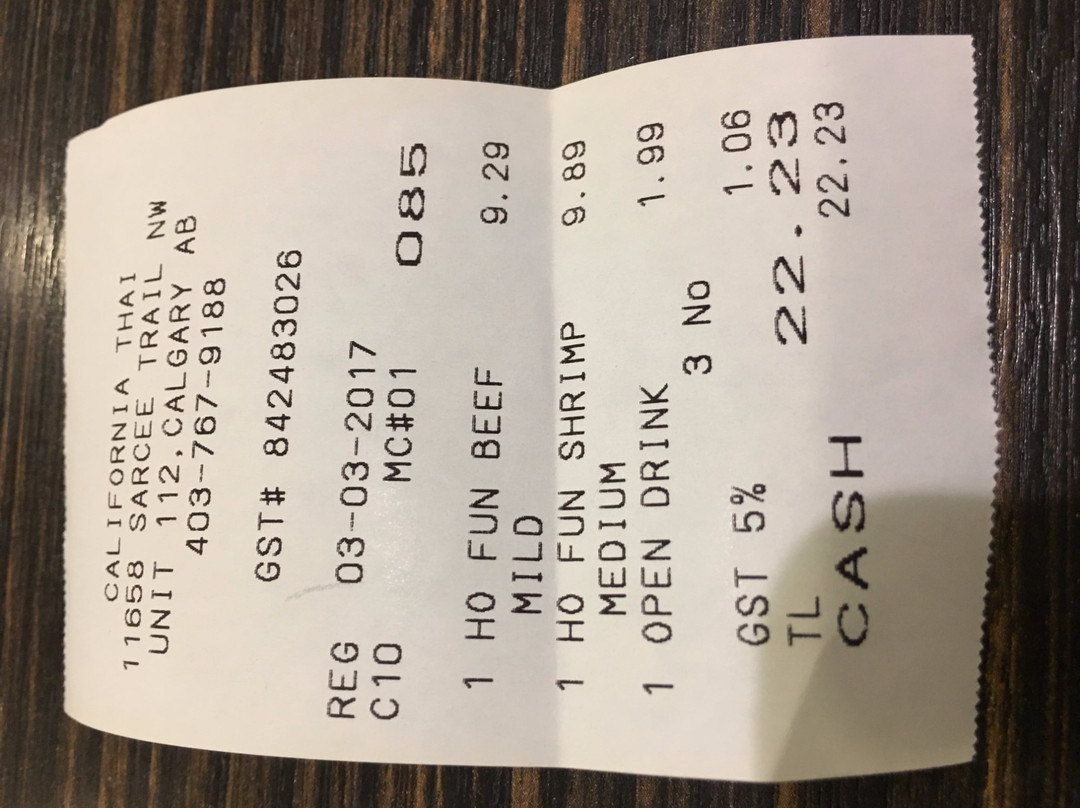 CALIFORNIA THAI
11658 SARCEE TRAIL NW
UNIT 112,CALGARY AB
403-767-9188
GST# 842483026
REG 03-03-2017
C10 MC#01 085
1 HO FUN BEEF 9.29
MILD
1 HO FUN SHRIMP 9.89
MEDIUM
1 OPEN DRINK 1.99
3 No
GST 5% 1.06
TL 22.23
CASH 22.23